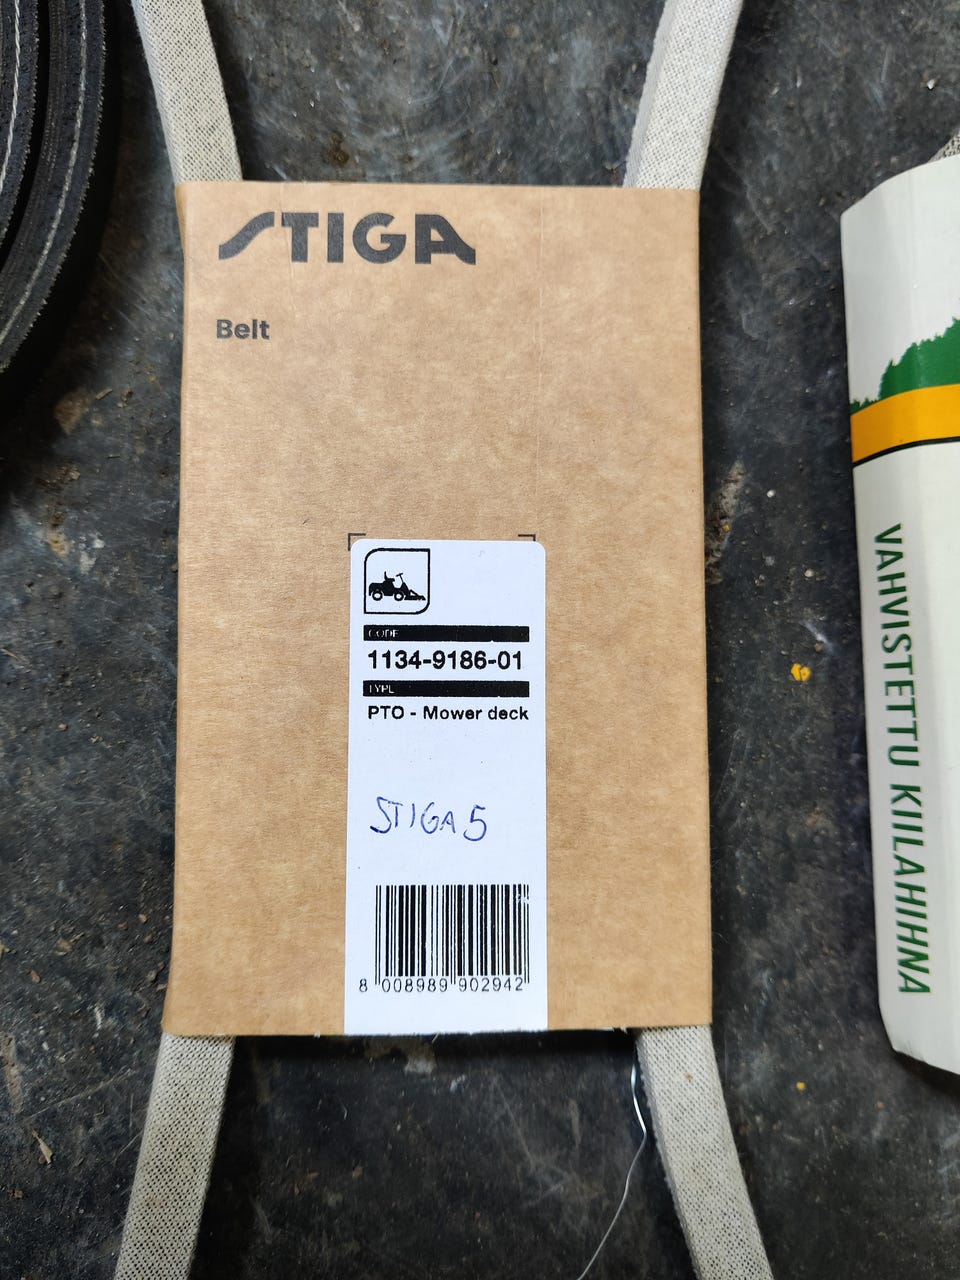 STIGA
Belt
CODE
1134-9186-01
TYPE
PTO - Mower deck
STIGA 5
8 008989 902942
VAHVISTETTU KIILAHIHNA